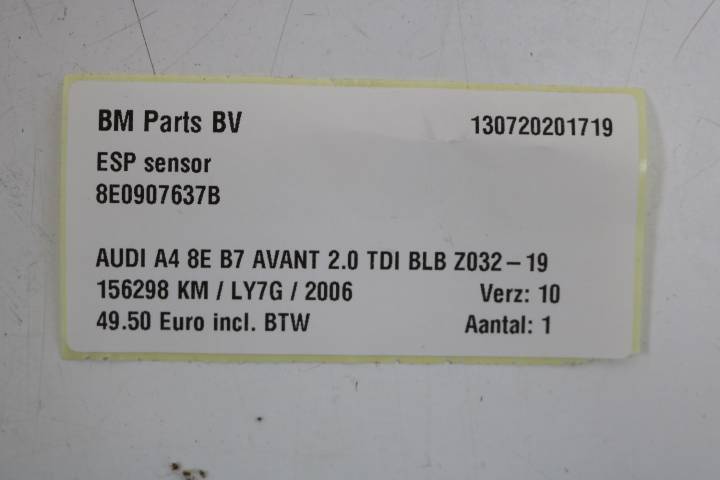 BM Parts BV 130720201719
ESP sensor
8E0907637B
AUDI A4 8E B7 AVANT 2.0 TDI BLB Z032-19
156298 KM / LY7G / 2006 Verz: 10
49.50 Euro incl. BTW Aantal: 1